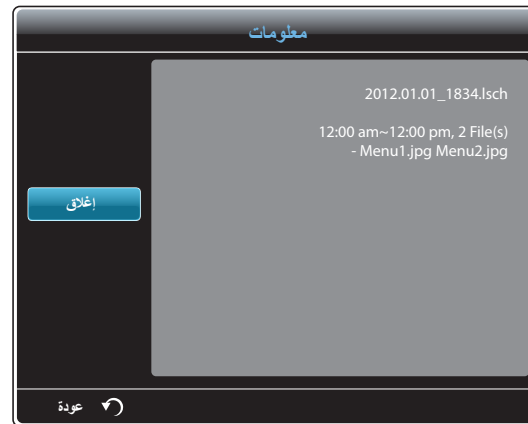 معلومات
2012.01.01_1834.lsch
12:00 am~12:00 pm, 2 File(s)
- Menu1.jpg Menu2.jpg
إغلاق
عودة